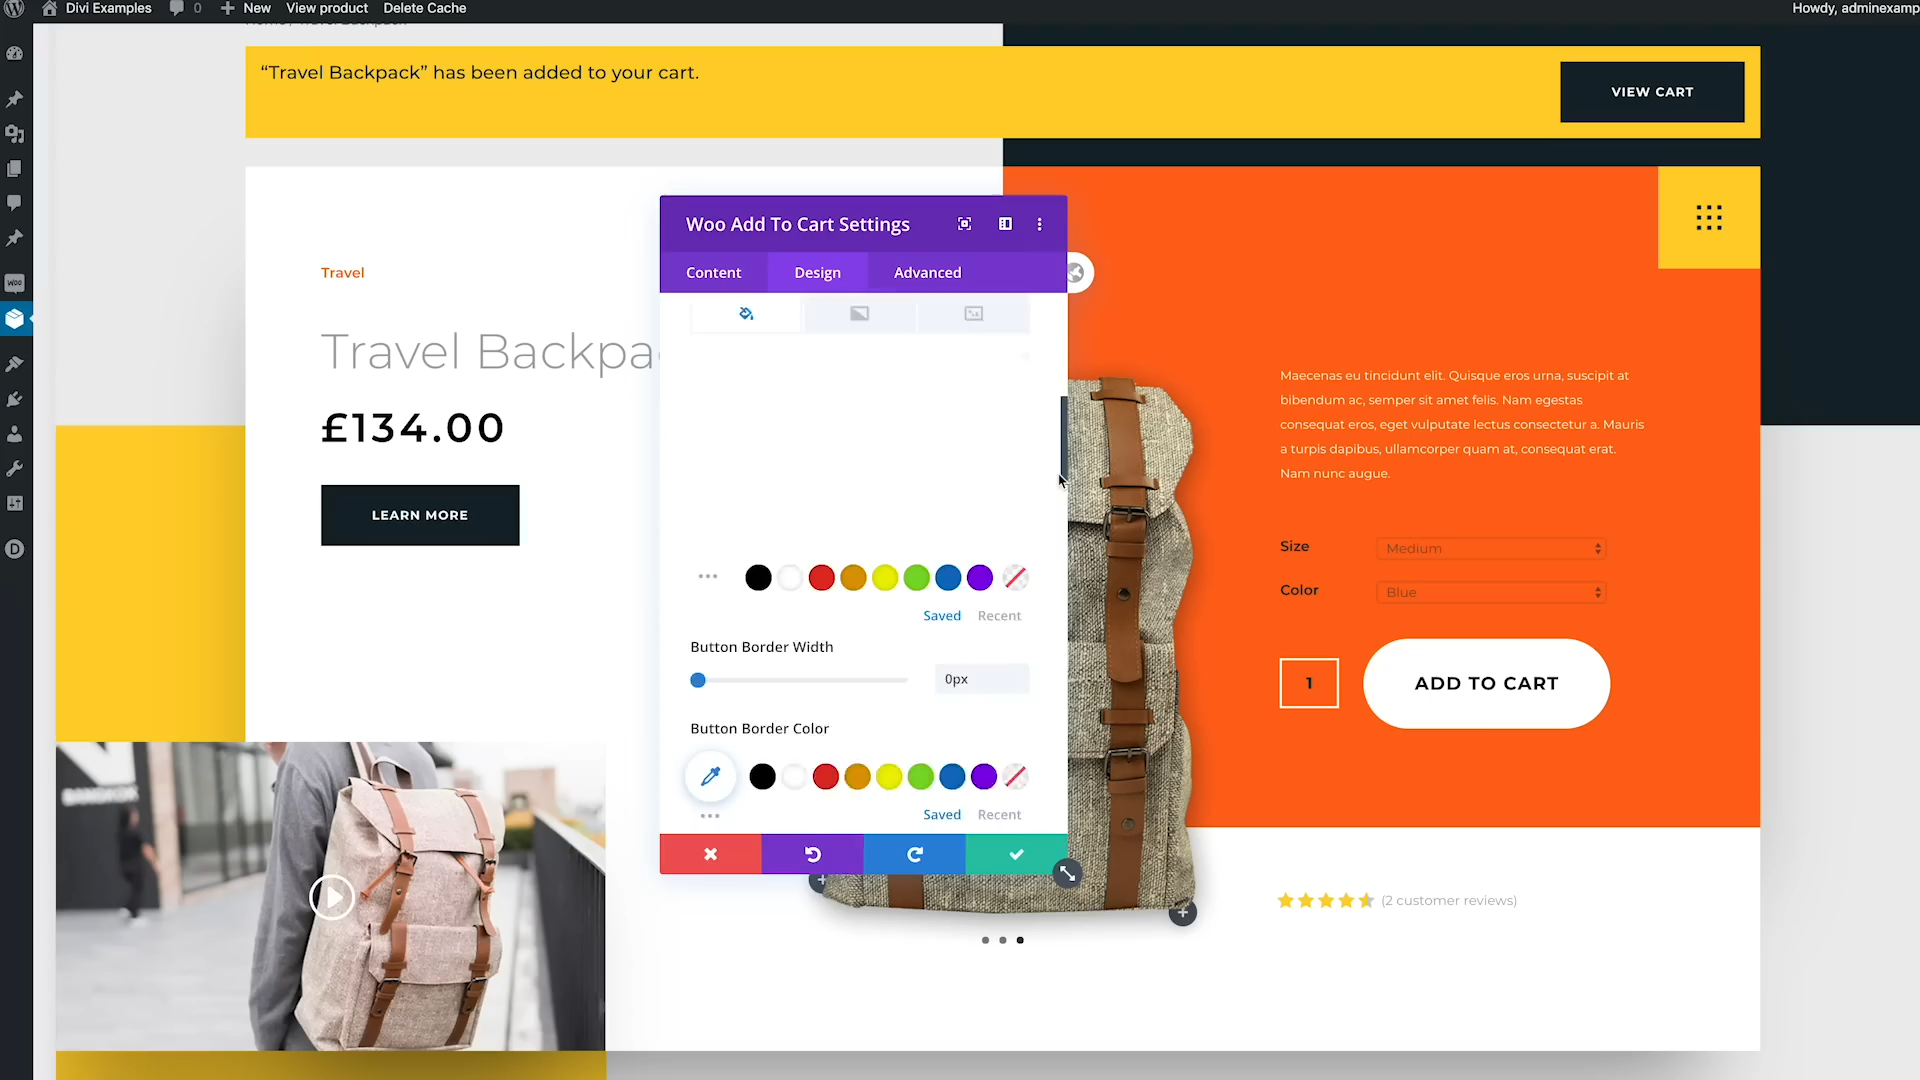 Divi Examples
0
New
View product
Delete Cache
Howdy, adminexamp
“Travel Backpack” has been added to your cart.
VIEW CART
Woo Add To Cart Settings
Content
Design
Advanced
Travel
Travel Backpa
£134.00
LEARN MORE
Saved
Recent
Button Border Width
0px
Button Border Color
Saved
Recent
Maecenas eu tincidunt elit. Quisque eros urna, suscipit at
bibendum ac, semper sit amet felis. Nam egestas
consequat eros, eget vulputate lectus consectetur a. Mauris
a turpis dapibus, ullamcorper quam at, consequat erat.
Nam nunc augue.
Size
Medium
Color
Blue
1
ADD TO CART
(2 customer reviews)
WOO
D